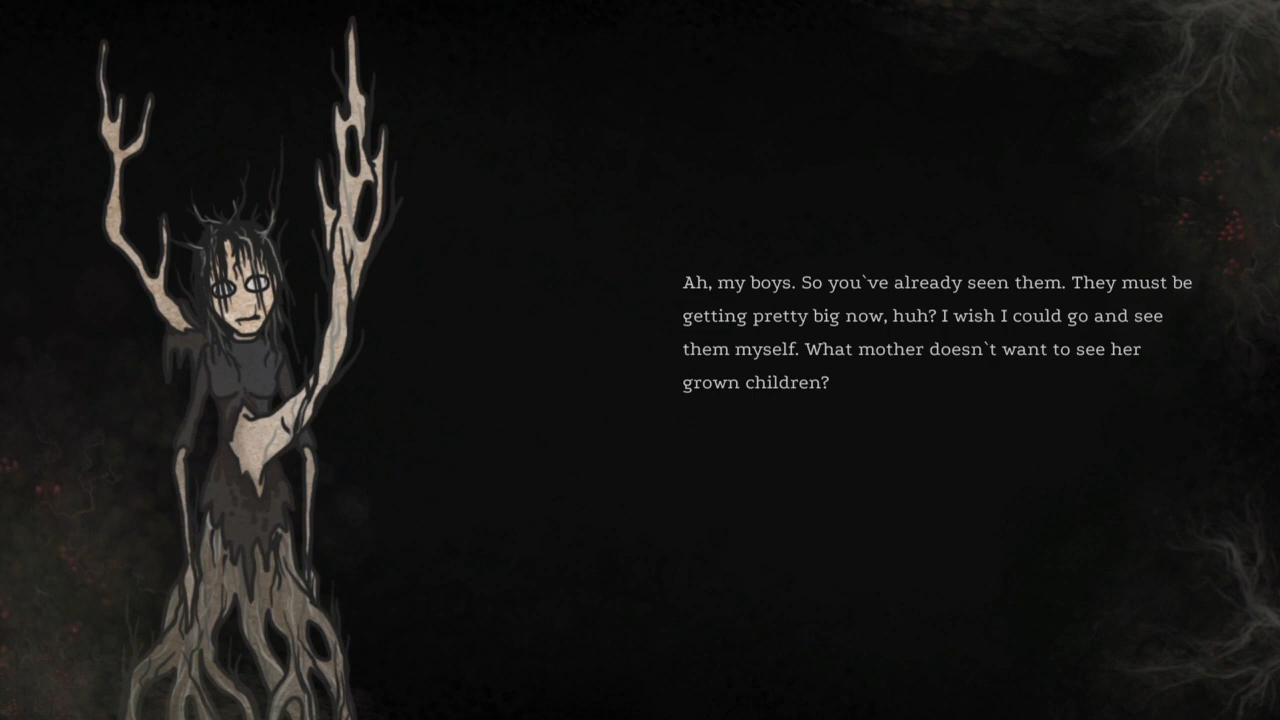 Ah, my boys. So you`ve already seen them. They must be
getting pretty big now, huh? I wish I could go and see
them myself. What mother doesn`t want to see her
grown children?